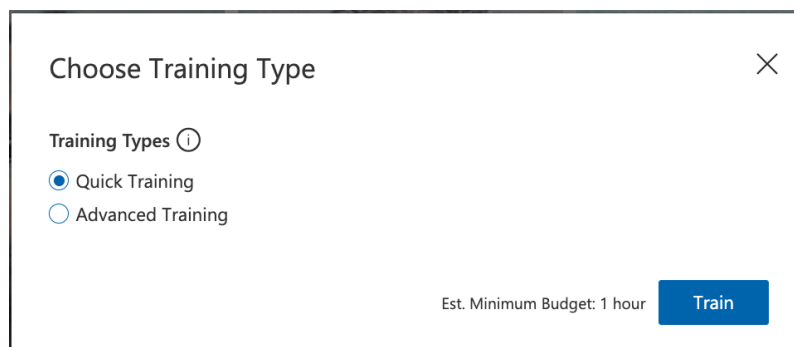 Choose Training Type
Training Types
Quick Training
Advanced Training
Est. Minimum Budget: 1 hour
Train